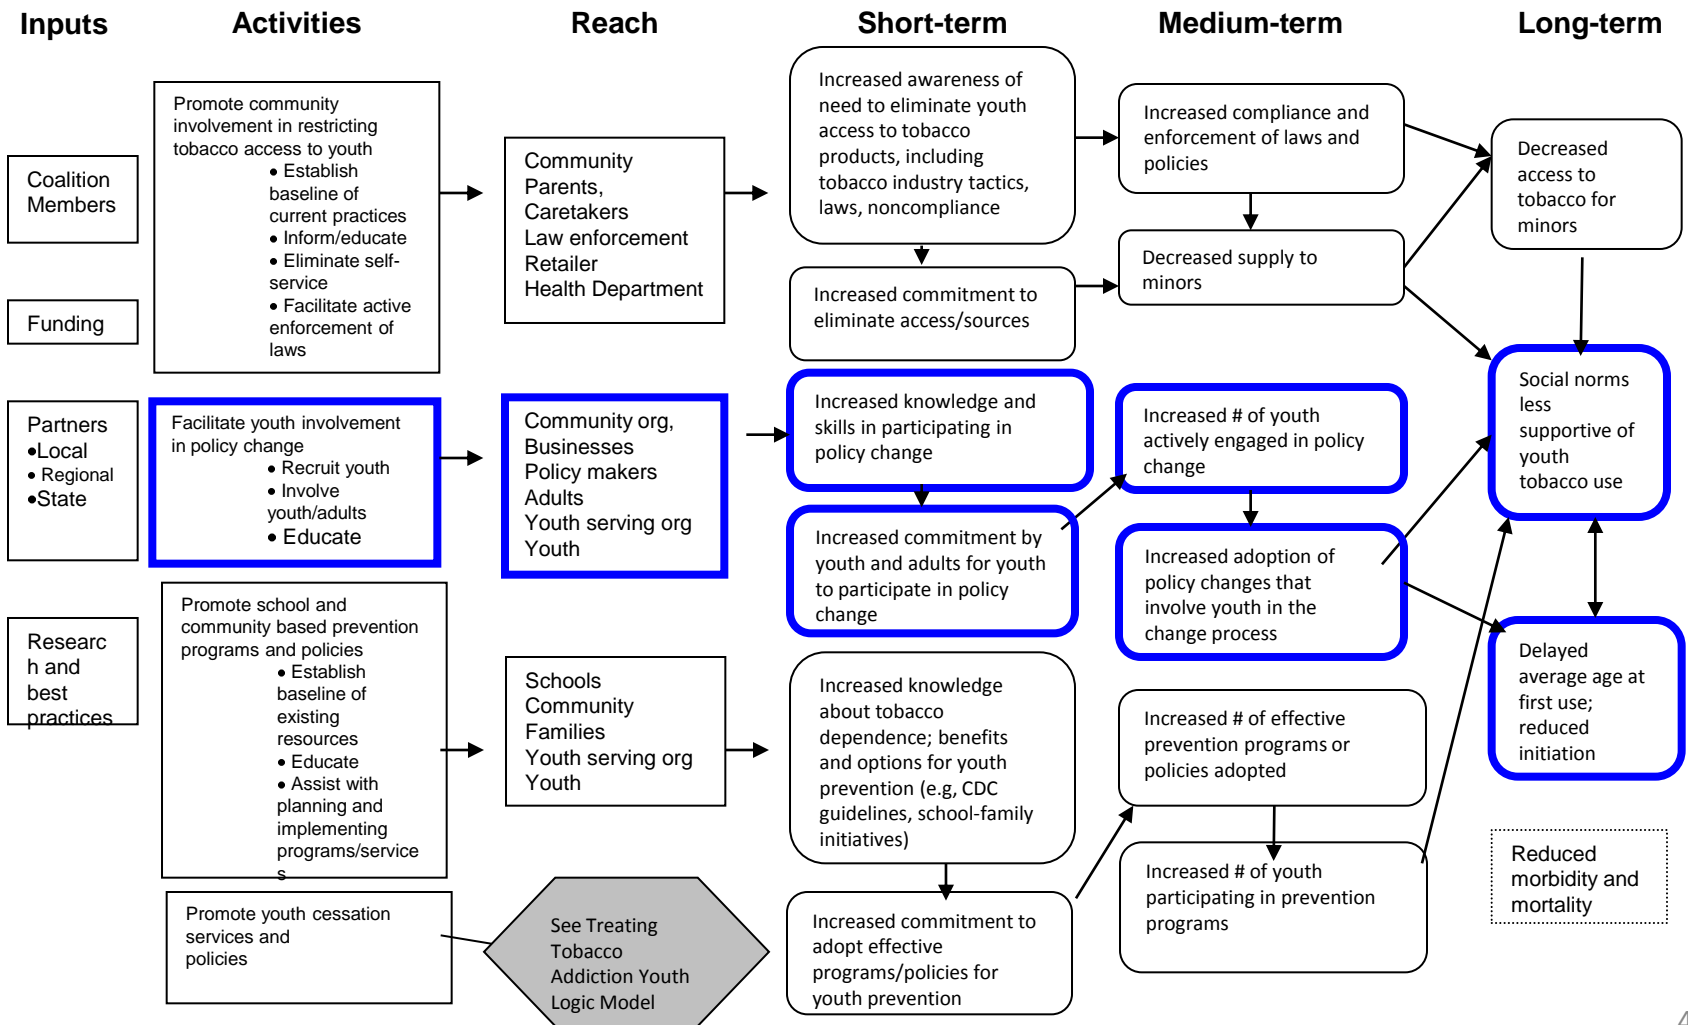 Inputs
Activities
Reach
Short-term
Medium-term
Long-term
Coalition
Members
Funding
Partners
•Local
• Regional
•State
Researc
h and
best
practices
Promote community
involvement in restricting
tobacco access to youth
• Establish
baseline of
current practices
• Inform/educate
• Eliminate self-
service
• Facilitate active
enforcement of
laws
Facilitate youth involvement
in policy change
• Recruit youth
• Involve
youth/adults
• Educate
Promote school and
community based prevention
programs and policies
• Establish
baseline of
existing
resources
• Educate
• Assist with
planning and
implementing
programs/service
s
Promote youth cessation
services and
policies
Community
Parents,
Caretakers
Law enforcement
Retailer
Health Department
Community org,
Businesses
Policy makers
Adults
Youth serving org
Youth
Schools
Community
Families
Youth serving org
Youth
See Treating
Tobacco
Addiction Youth
Logic Model
Increased awareness of
need to eliminate youth
access to tobacco
products, including
tobacco industry tactics,
laws, noncompliance
Increased commitment to
eliminate access/sources
Increased knowledge and
skills in participating in
policy change
Increased commitment by
youth and adults for youth
to participate in policy
change
Increased knowledge
about tobacco
dependence; benefits
and options for youth
prevention (e.g, CDC
guidelines, school-family
initiatives)
Increased commitment to
adopt effective
programs/policies for
youth prevention
Increased compliance and
enforcement of laws and
policies
Decreased supply to
minors
Increased # of youth
actively engaged in policy
change
Increased adoption of
policy changes that
involve youth in the
change process
Increased # of effective
prevention programs or
policies adopted
Increased # of youth
participating in prevention
programs
Decreased
access to
tobacco for
minors
Social norms
less
supportive of
youth
tobacco use
Delayed
average age at
first use;
reduced
initiation
Reduced
morbidity and
mortality